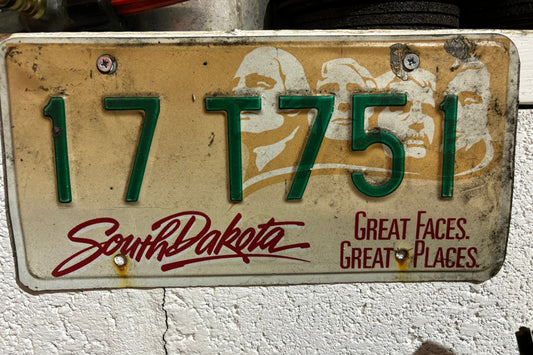 17 T751
South Dakota
GREAT FACES.
GREAT PLACES.